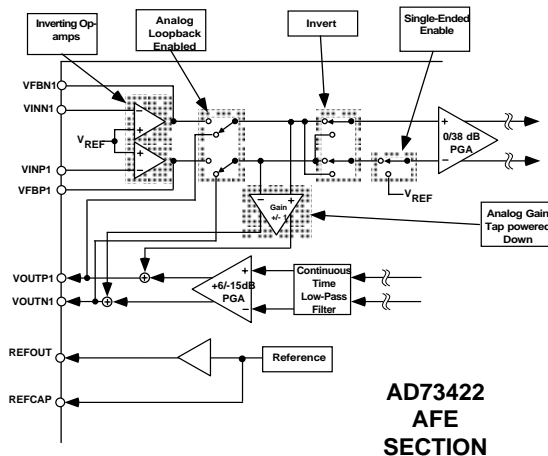 Inverting Op-
amps
Analog
Loopback
Enabled
Invert
Single-Ended
Enable
VFBN1
VINN1
VREF
VINP1
VFBP1
−
+
+
−
+
−
0/38 dB
PGA
VREF
−
+
Gain
+/- 1
Analog Gain
Tap powered
Down
VOUTP1
VOUTN1
+
+
+
−
+6/-15dB
PGA
Continuous
Time
Low-Pass
Filter
REFOUT
Reference
REFCAP
AD73422
AFE
SECTION